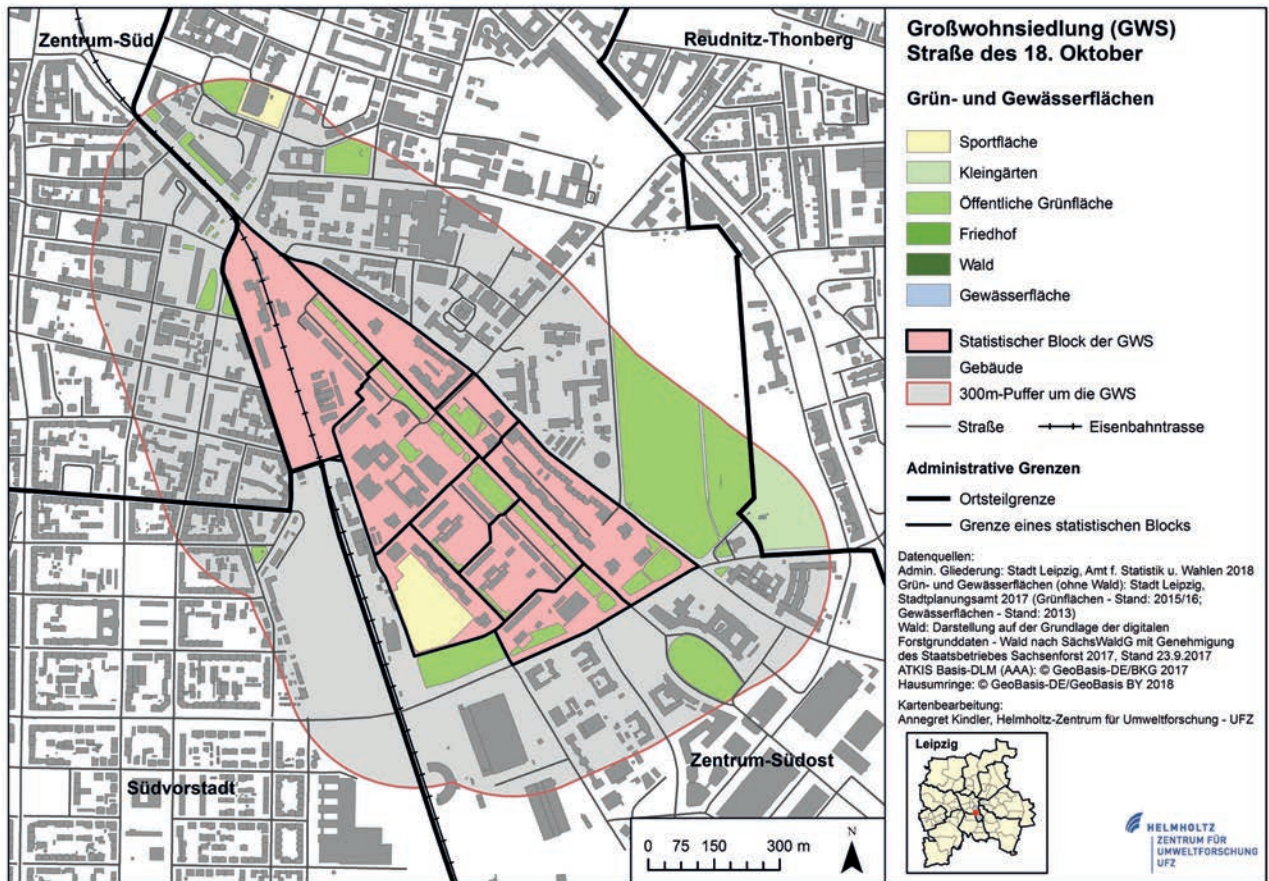 Zentrum-Süd
Reudnitz-Thonberg
Südvorstadt
Zentrum-Südost
0 75 150 300 m
N
Großwohnsiedlung (GWS)
Straße des 18. Oktober
Grün- und Gewässerflächen
Sportfläche
Kleingärten
Öffentliche Grünfläche
Friedhof
Wald
Gewässerfläche
Statistischer Block der GWS
Gebäude
300m-Puffer um die GWS
Straße Eisenbahntrasse
Administrative Grenzen
Ortsteilgrenze
Grenze eines statistischen Blocks
Datenquellen:
Admin. Gliederung: Stadt Leipzig, Amt f. Statistik u. Wahlen 2018
Grün- und Gewässerflächen (ohne Wald): Stadt Leipzig,
Stadtplanungsamt 2017 (Grünflächen - Stand: 2015/16;
Gewässerflächen - Stand: 2013)
Wald: Darstellung auf der Grundlage der digitalen
Forstgrunddaten - Wald nach SächsWaldG mit Genehmigung
des Staatsbetriebes Sachsenforst 2017, Stand 23.9.2017
ATKIS Basis-DLM (AAA): © GeoBasis-DE/BKG 2017
Hausumringe: © GeoBasis-DE/GeoBasis BY 2018
Kartenbearbeitung:
Annegret Kindler, Helmholtz-Zentrum für Umweltforschung - UFZ
Leipzig
HELMHOLTZ
ZENTRUM FÜR
UMWELTFORSCHUNG
UFZ